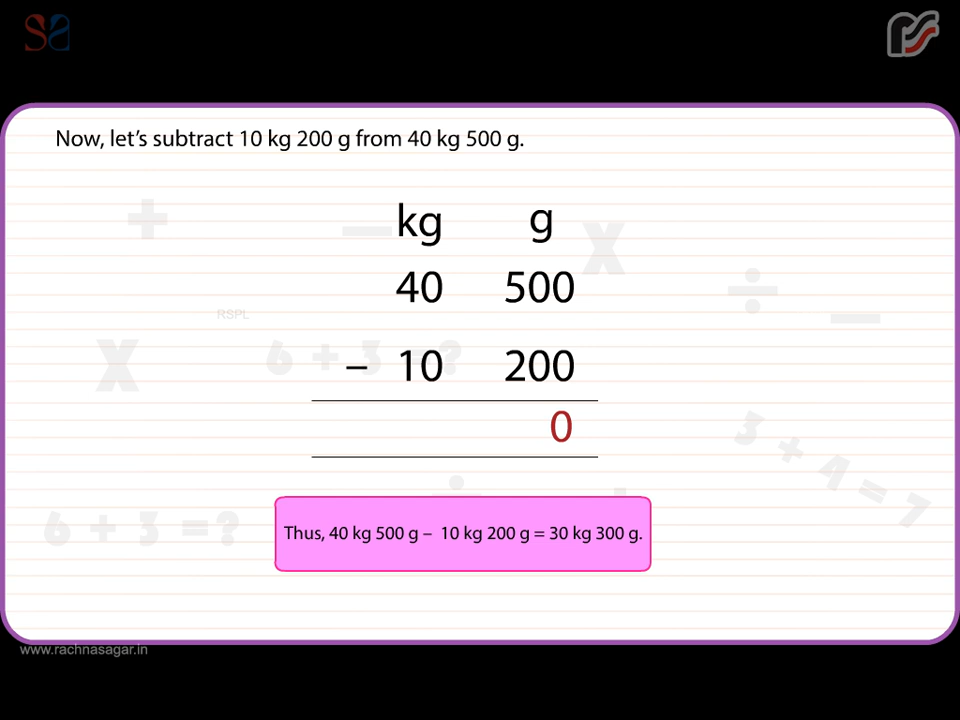 Now, let's subtract 10 kg 200 g from 40 kg 500 g.
kg g
40 500
RSPL
6 + 3 = ?
– 10 200
0
3 + 4 = 7
6 + 3 = ?
Thus, 40 kg 500 g – 10 kg 200 g = 30 kg 300 g.
www.rachnasagar.in